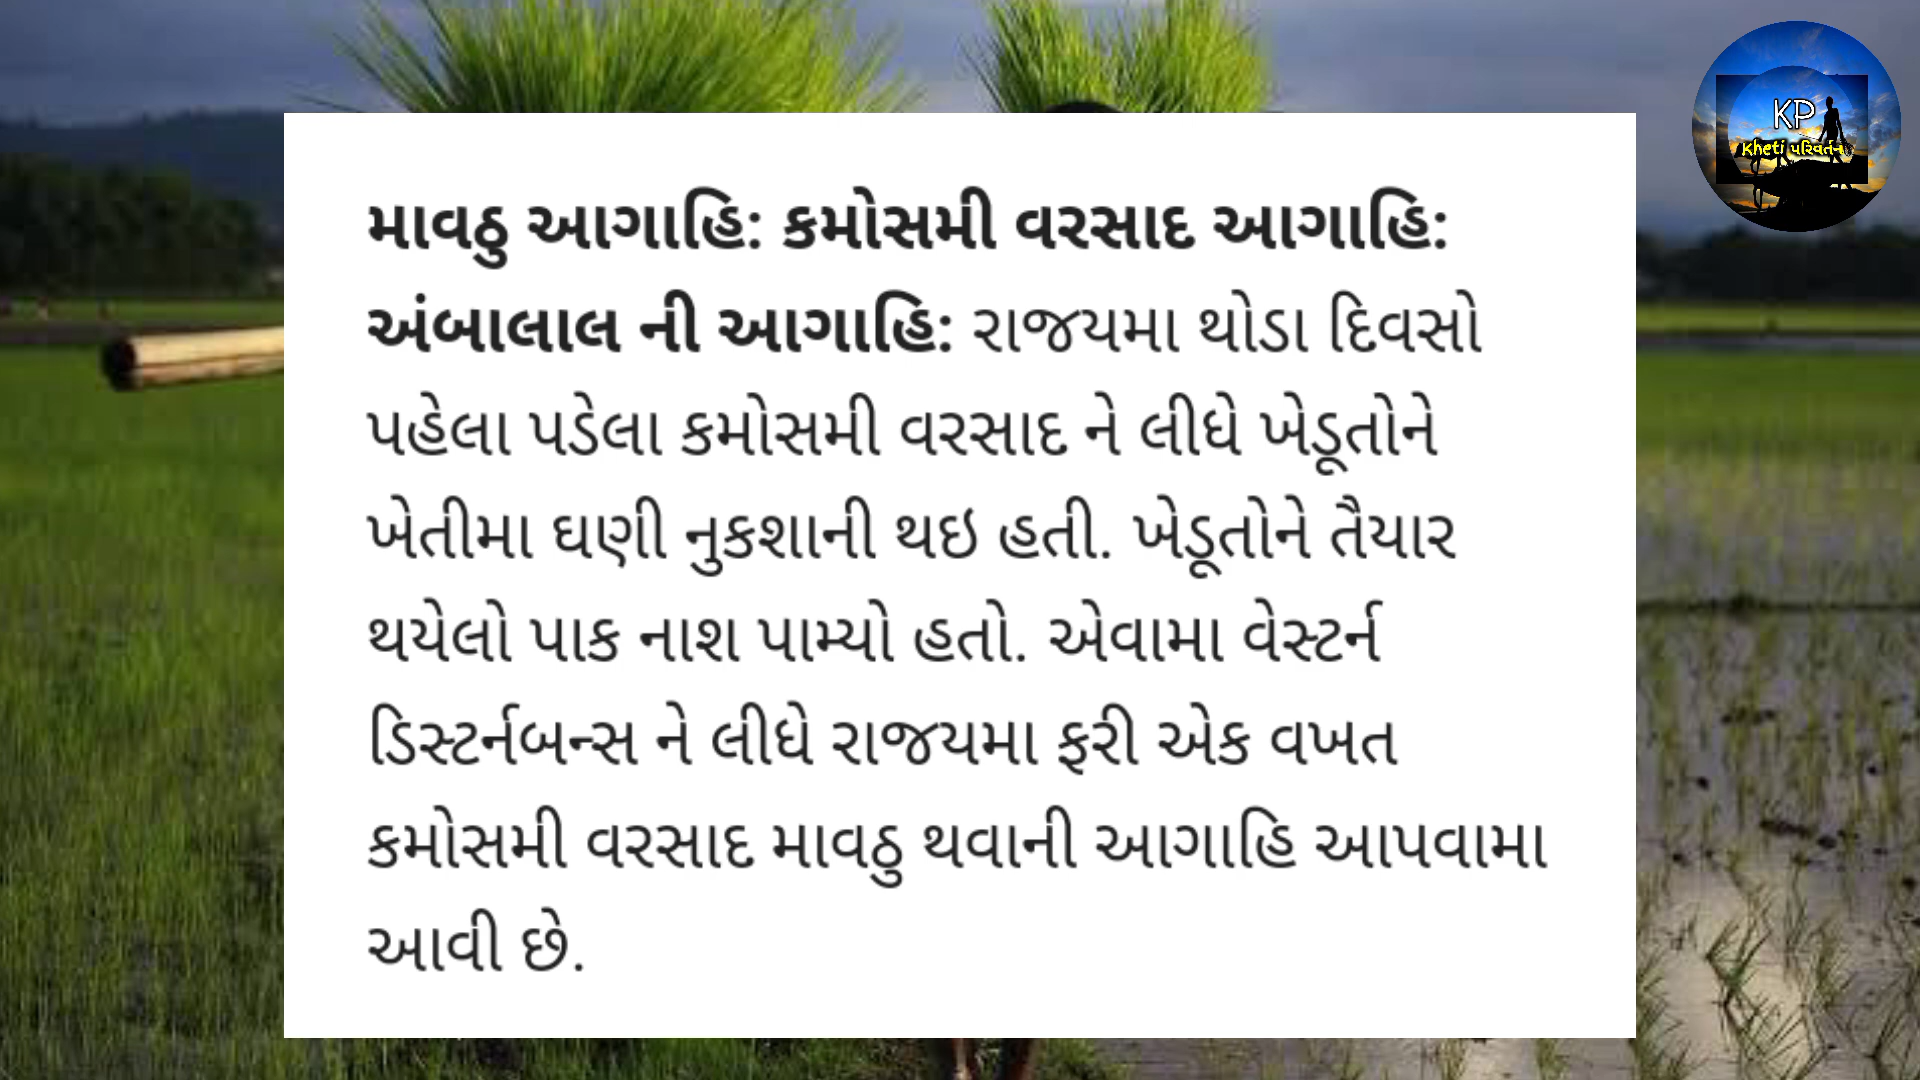 KP
Kheti પરિવર્તન
માવઠુ આગાહિ: કમોસમી વરસાદ આગાહિ:
અંબાલાલ ની આગાહિ: રાજયમા થોડા દિવસો
પહેલા પડેલા કમોસમી વરસાદ ને લીધે ખેડૂતોને
ખેતીમા ઘણી નુકશાની થઇ હતી. ખેડૂતોને તૈયાર
થયેલો પાક નાશ પામ્યો હતો. એવામા વેસ્ટર્ન
ડિસ્ટર્નબન્સ ને લીધે રાજયમા ફરી એક વખત
કમોસમી વરસાદ માવઠુ થવાની આગાહિ આપવામા
આવી છે.